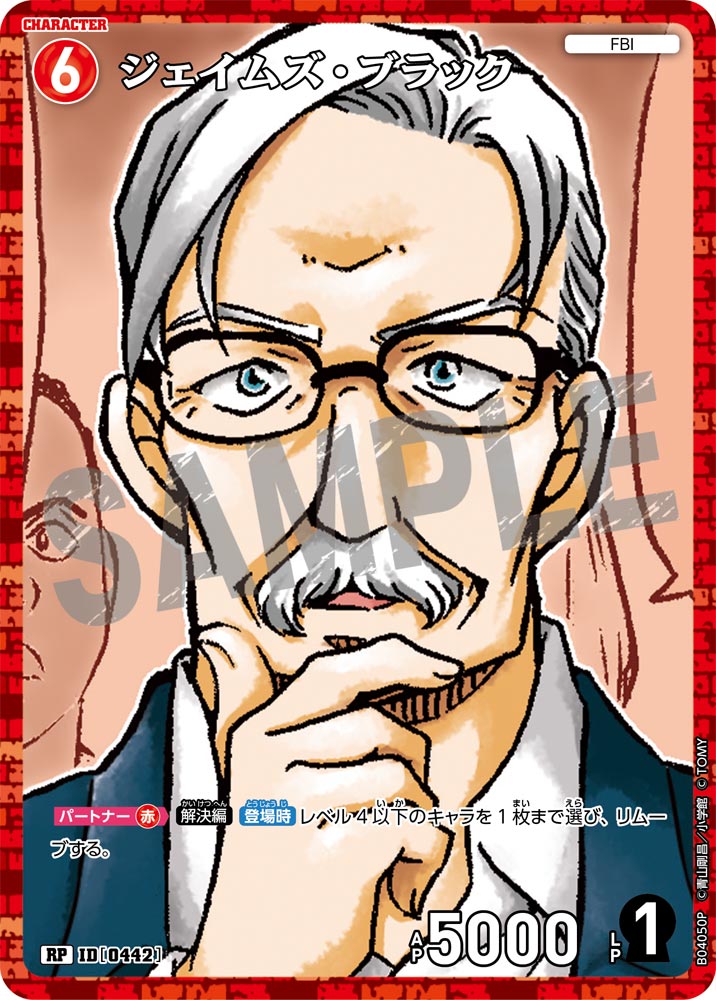 CHARACTER
6
ジェイムズ・ブラック
FBI
SAMPLE
パートナー 赤 解決編 登場時 レベル4以下のキャラを1枚まで選び、リムー
ブする。
RP ID[0442]
AP 5000
LP 1
B04050P ©青山剛昌/小学館 ©TOMY